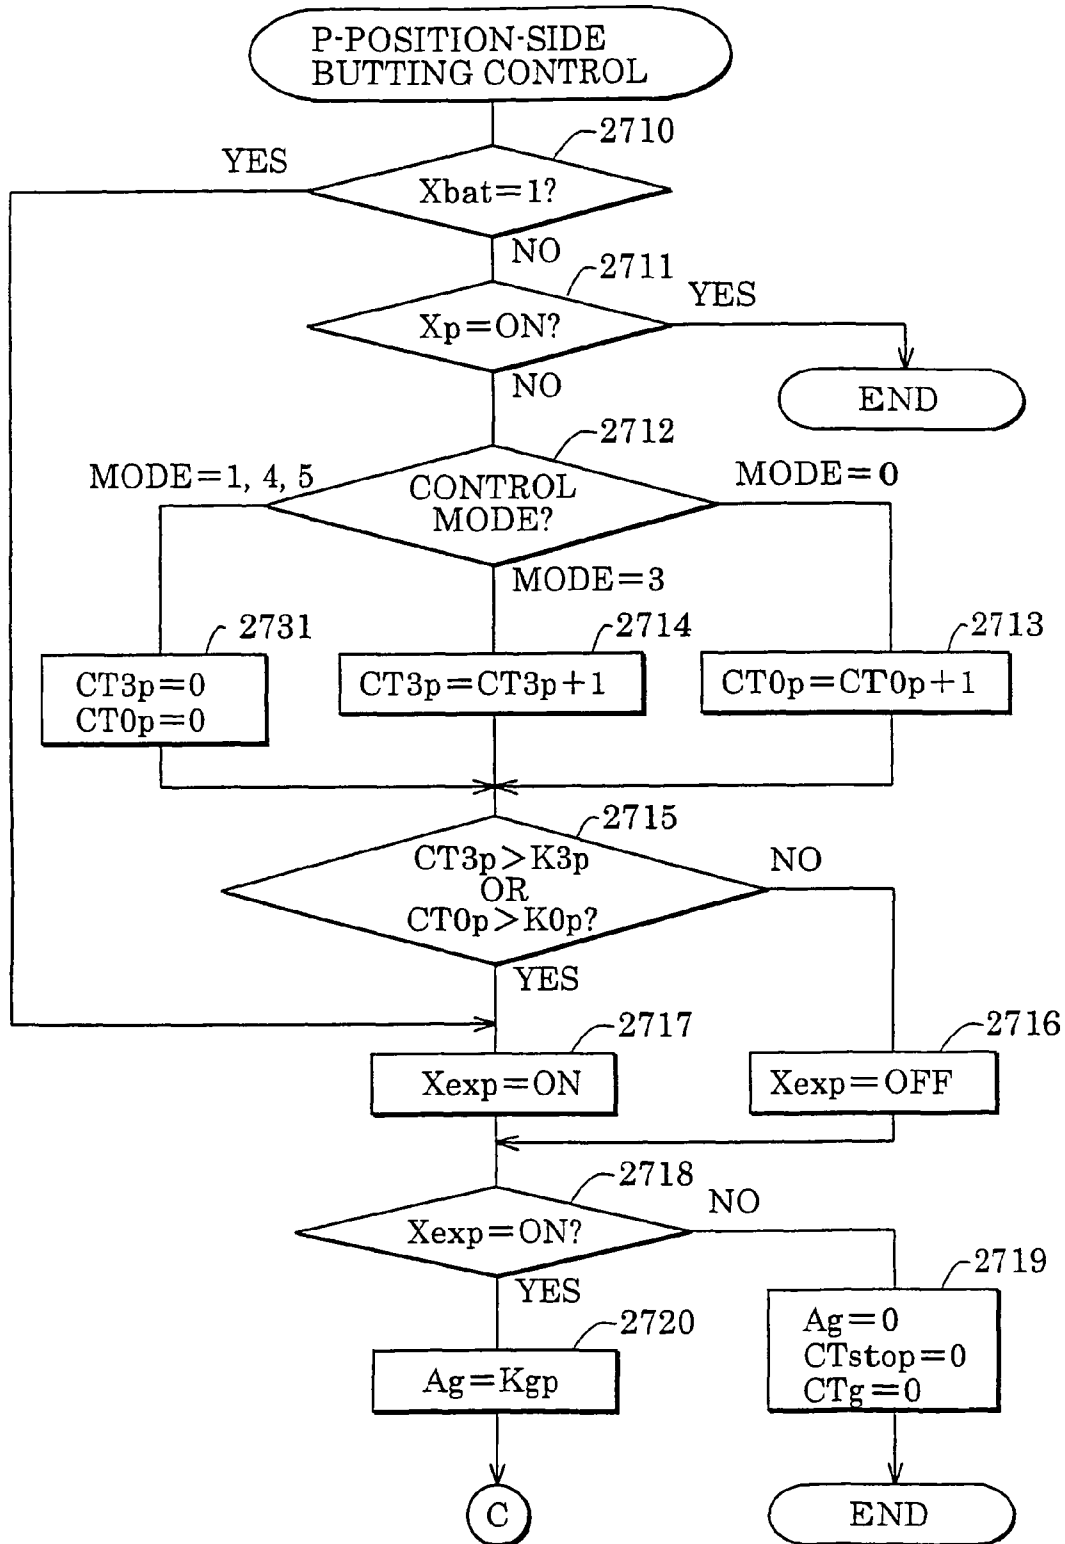 P-POSITION-SIDE
BUTTING CONTROL
2710
YES
Xbat=1?
NO
2711
YES
Xp=ON?
NO
END
2712
MODE=1, 4, 5
CONTROL
MODE?
MODE=0
MODE=3
2731
2714
2713
CT3p=0
CT0p=0
CT3p=CT3p+1
CT0p=CT0p+1
2715
CT3p>K3p
OR
CT0p>K0p?
NO
YES
2717
2716
Xexp=ON
Xexp=OFF
2718
NO
Xexp=ON?
YES
2719
2720
Ag=0
CTstop=0
CTg=0
Ag=Kgp
C
END